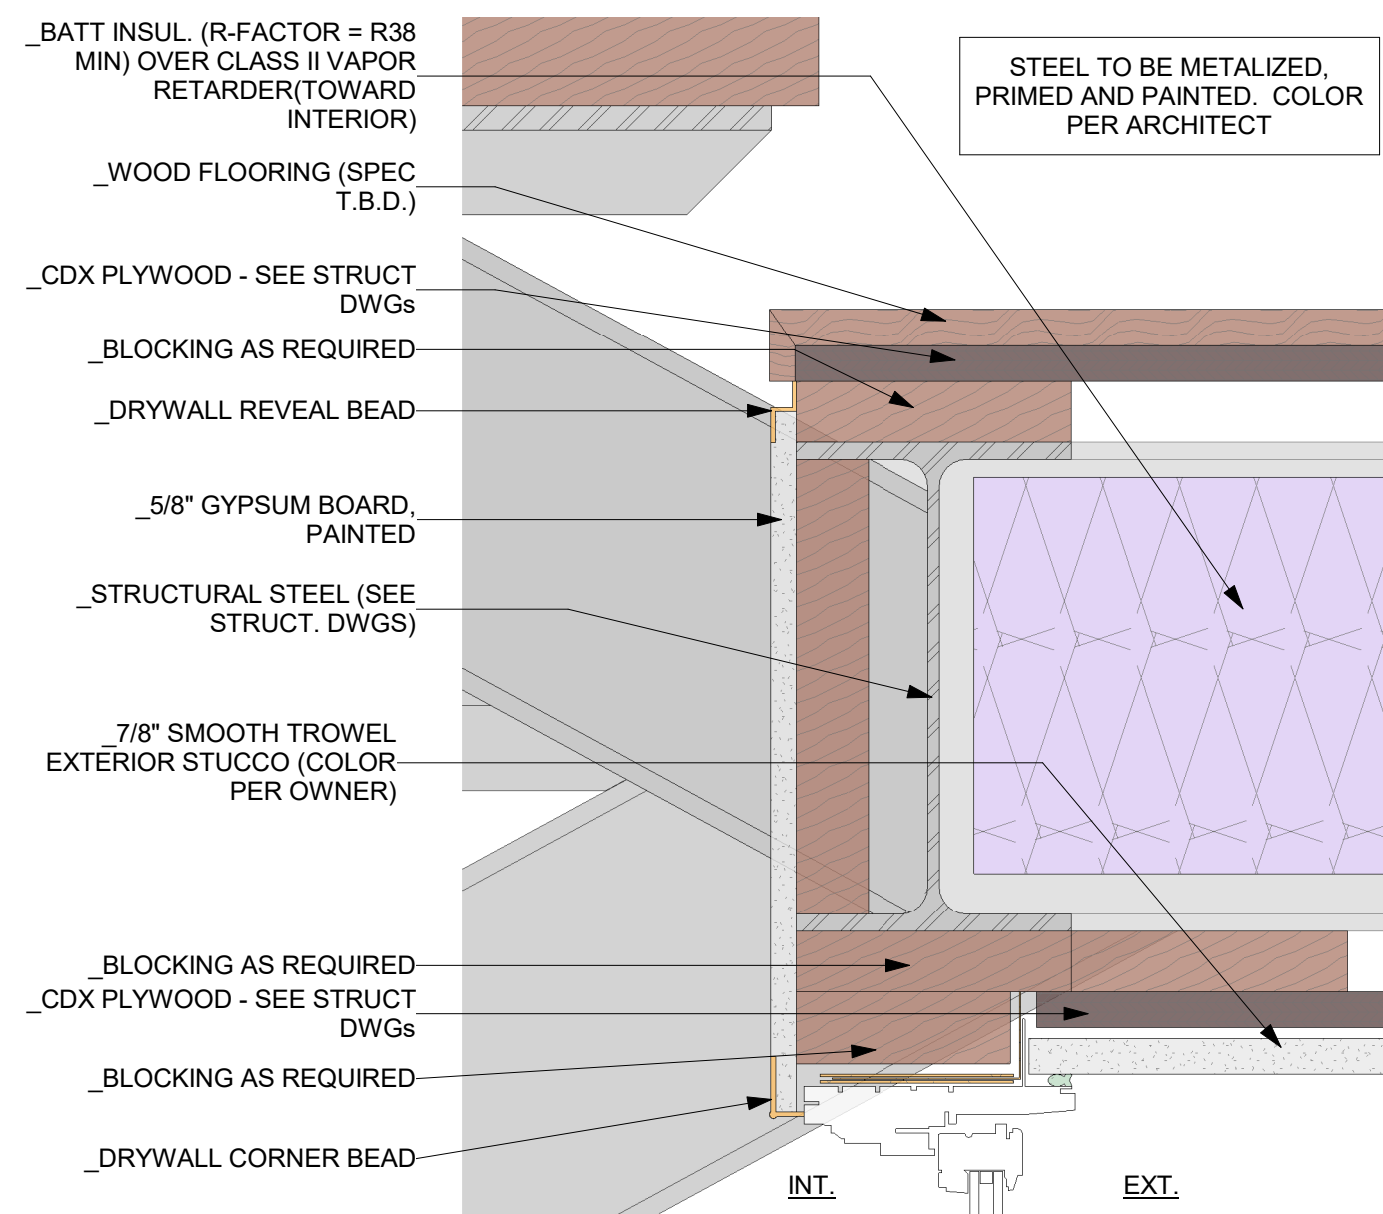 _BATT INSUL. (R-FACTOR = R38
MIN) OVER CLASS II VAPOR
RETARDER(TOWARD
INTERIOR)
STEEL TO BE METALIZED,
PRIMED AND PAINTED.  COLOR
PER ARCHITECT
_WOOD FLOORING (SPEC
T.B.D.)
_CDX PLYWOOD - SEE STRUCT
DWGs
_BLOCKING AS REQUIRED
_DRYWALL REVEAL BEAD
_5/8" GYPSUM BOARD,
PAINTED
_STRUCTURAL STEEL (SEE
STRUCT. DWGS)
_7/8" SMOOTH TROWEL
EXTERIOR STUCCO (COLOR
PER OWNER)
_BLOCKING AS REQUIRED
_CDX PLYWOOD - SEE STRUCT
DWGs
_BLOCKING AS REQUIRED
_DRYWALL CORNER BEAD
INT.
EXT.